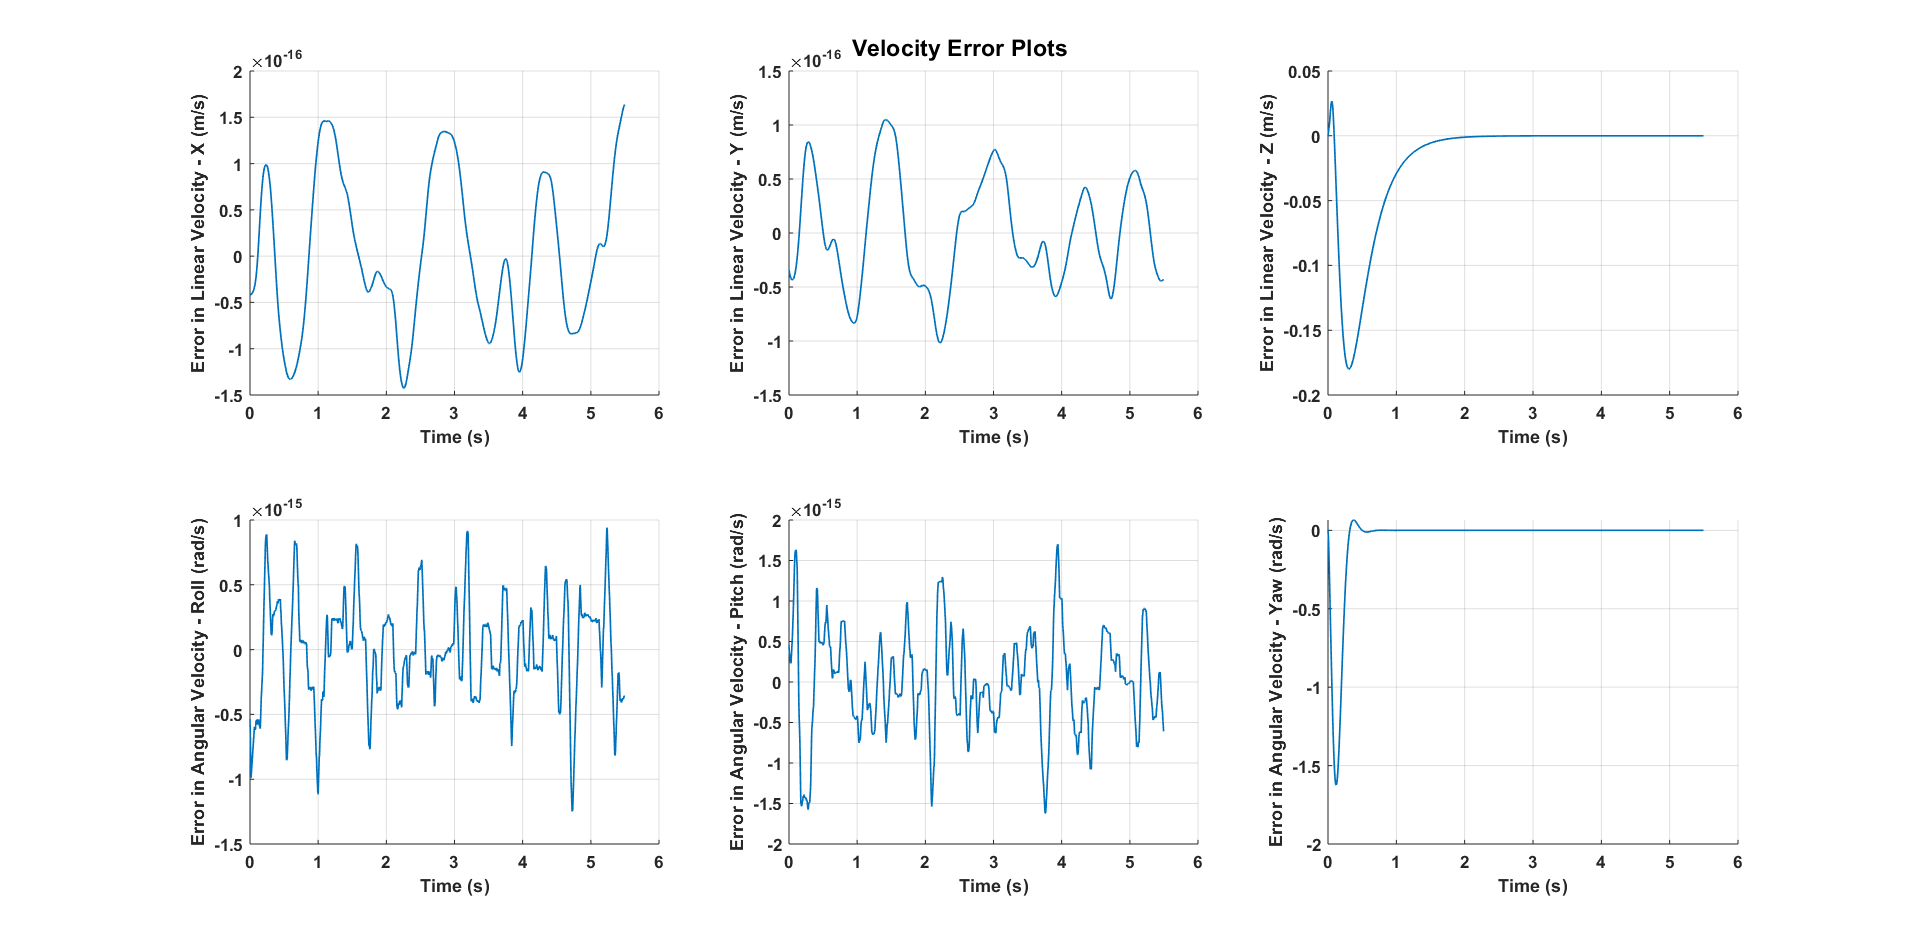 Velocity Error Plots
×10-16
2
1.5
1
0.5
0
-0.5
-1
-1.5
0 1 2 3 4 5 6
Time (s)
Error in Linear Velocity - X (m/s)
×10-16
1.5
1
0.5
0
-0.5
-1
-1.5
0 1 2 3 4 5 6
Time (s)
Error in Linear Velocity - Y (m/s)
0.05
0
-0.05
-0.1
-0.15
-0.2
0 1 2 3 4 5 6
Time (s)
Error in Linear Velocity - Z (m/s)
×10-15
1
0.5
0
-0.5
-1
-1.5
0 1 2 3 4 5 6
Time (s)
Error in Angular Velocity - Roll (rad/s)
×10-15
2
1.5
1
0.5
0
-0.5
-1
-1.5
-2
0 1 2 3 4 5 6
Time (s)
Error in Angular Velocity - Pitch (rad/s)
0
-0.5
-1
-1.5
-2
0 1 2 3 4 5 6
Time (s)
Error in Angular Velocity - Yaw (rad/s)